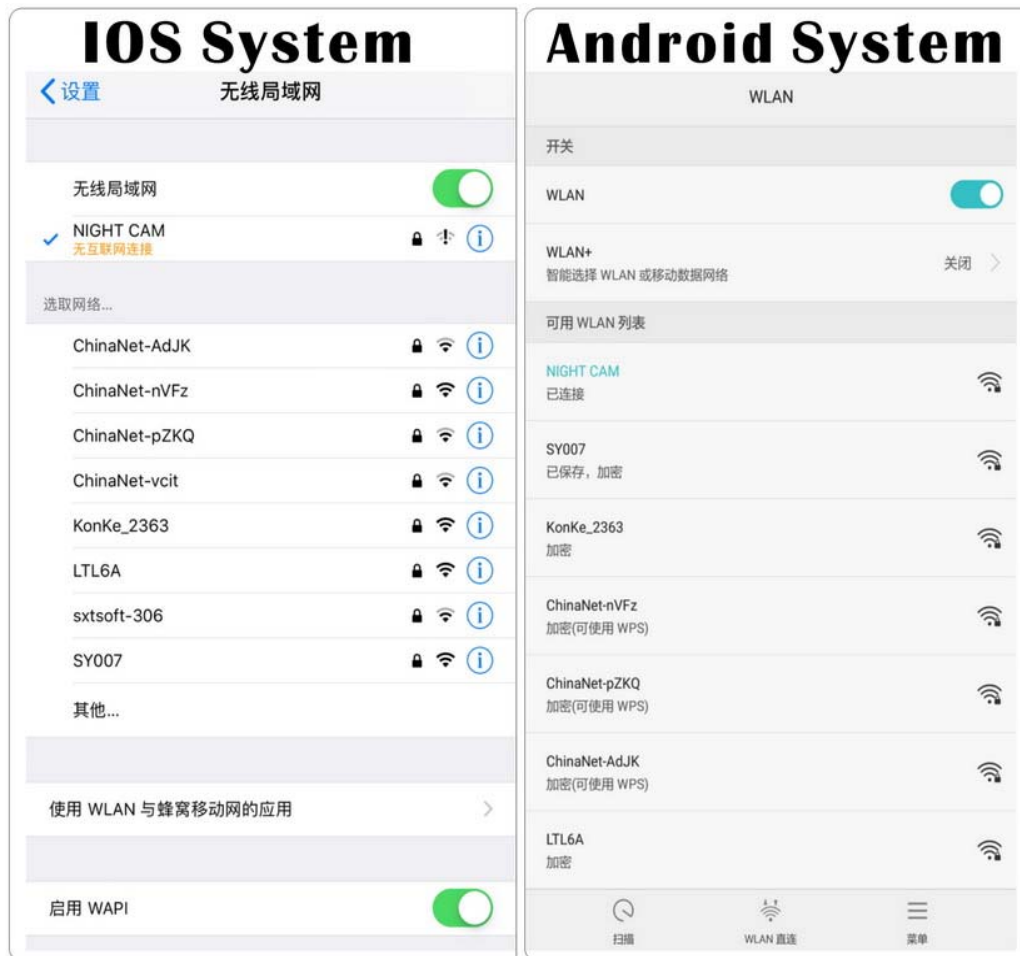 IOS System
设置 无线局域网
无线局域网
NIGHT CAM
无互联网连接
选取网络...
ChinaNet-AdJK
ChinaNet-nVFz
ChinaNet-pZKQ
ChinaNet-vcit
KonKe_2363
LTL6A
sxtsoft-306
SY007
其他...
使用 WLAN 与蜂窝移动网的应用
启用 WAPI
Android System
WLAN
开关
WLAN
WLAN+
智能选择 WLAN 或移动数据网络
关闭
可用 WLAN 列表
NIGHT CAM
已连接
SY007
已保存，加密
KonKe_2363
加密
ChinaNet-nVFz
加密(可使用 WPS)
ChinaNet-pZKQ
加密(可使用 WPS)
ChinaNet-AdJK
加密(可使用 WPS)
LTL6A
加密
扫描 WLAN 直连 菜单